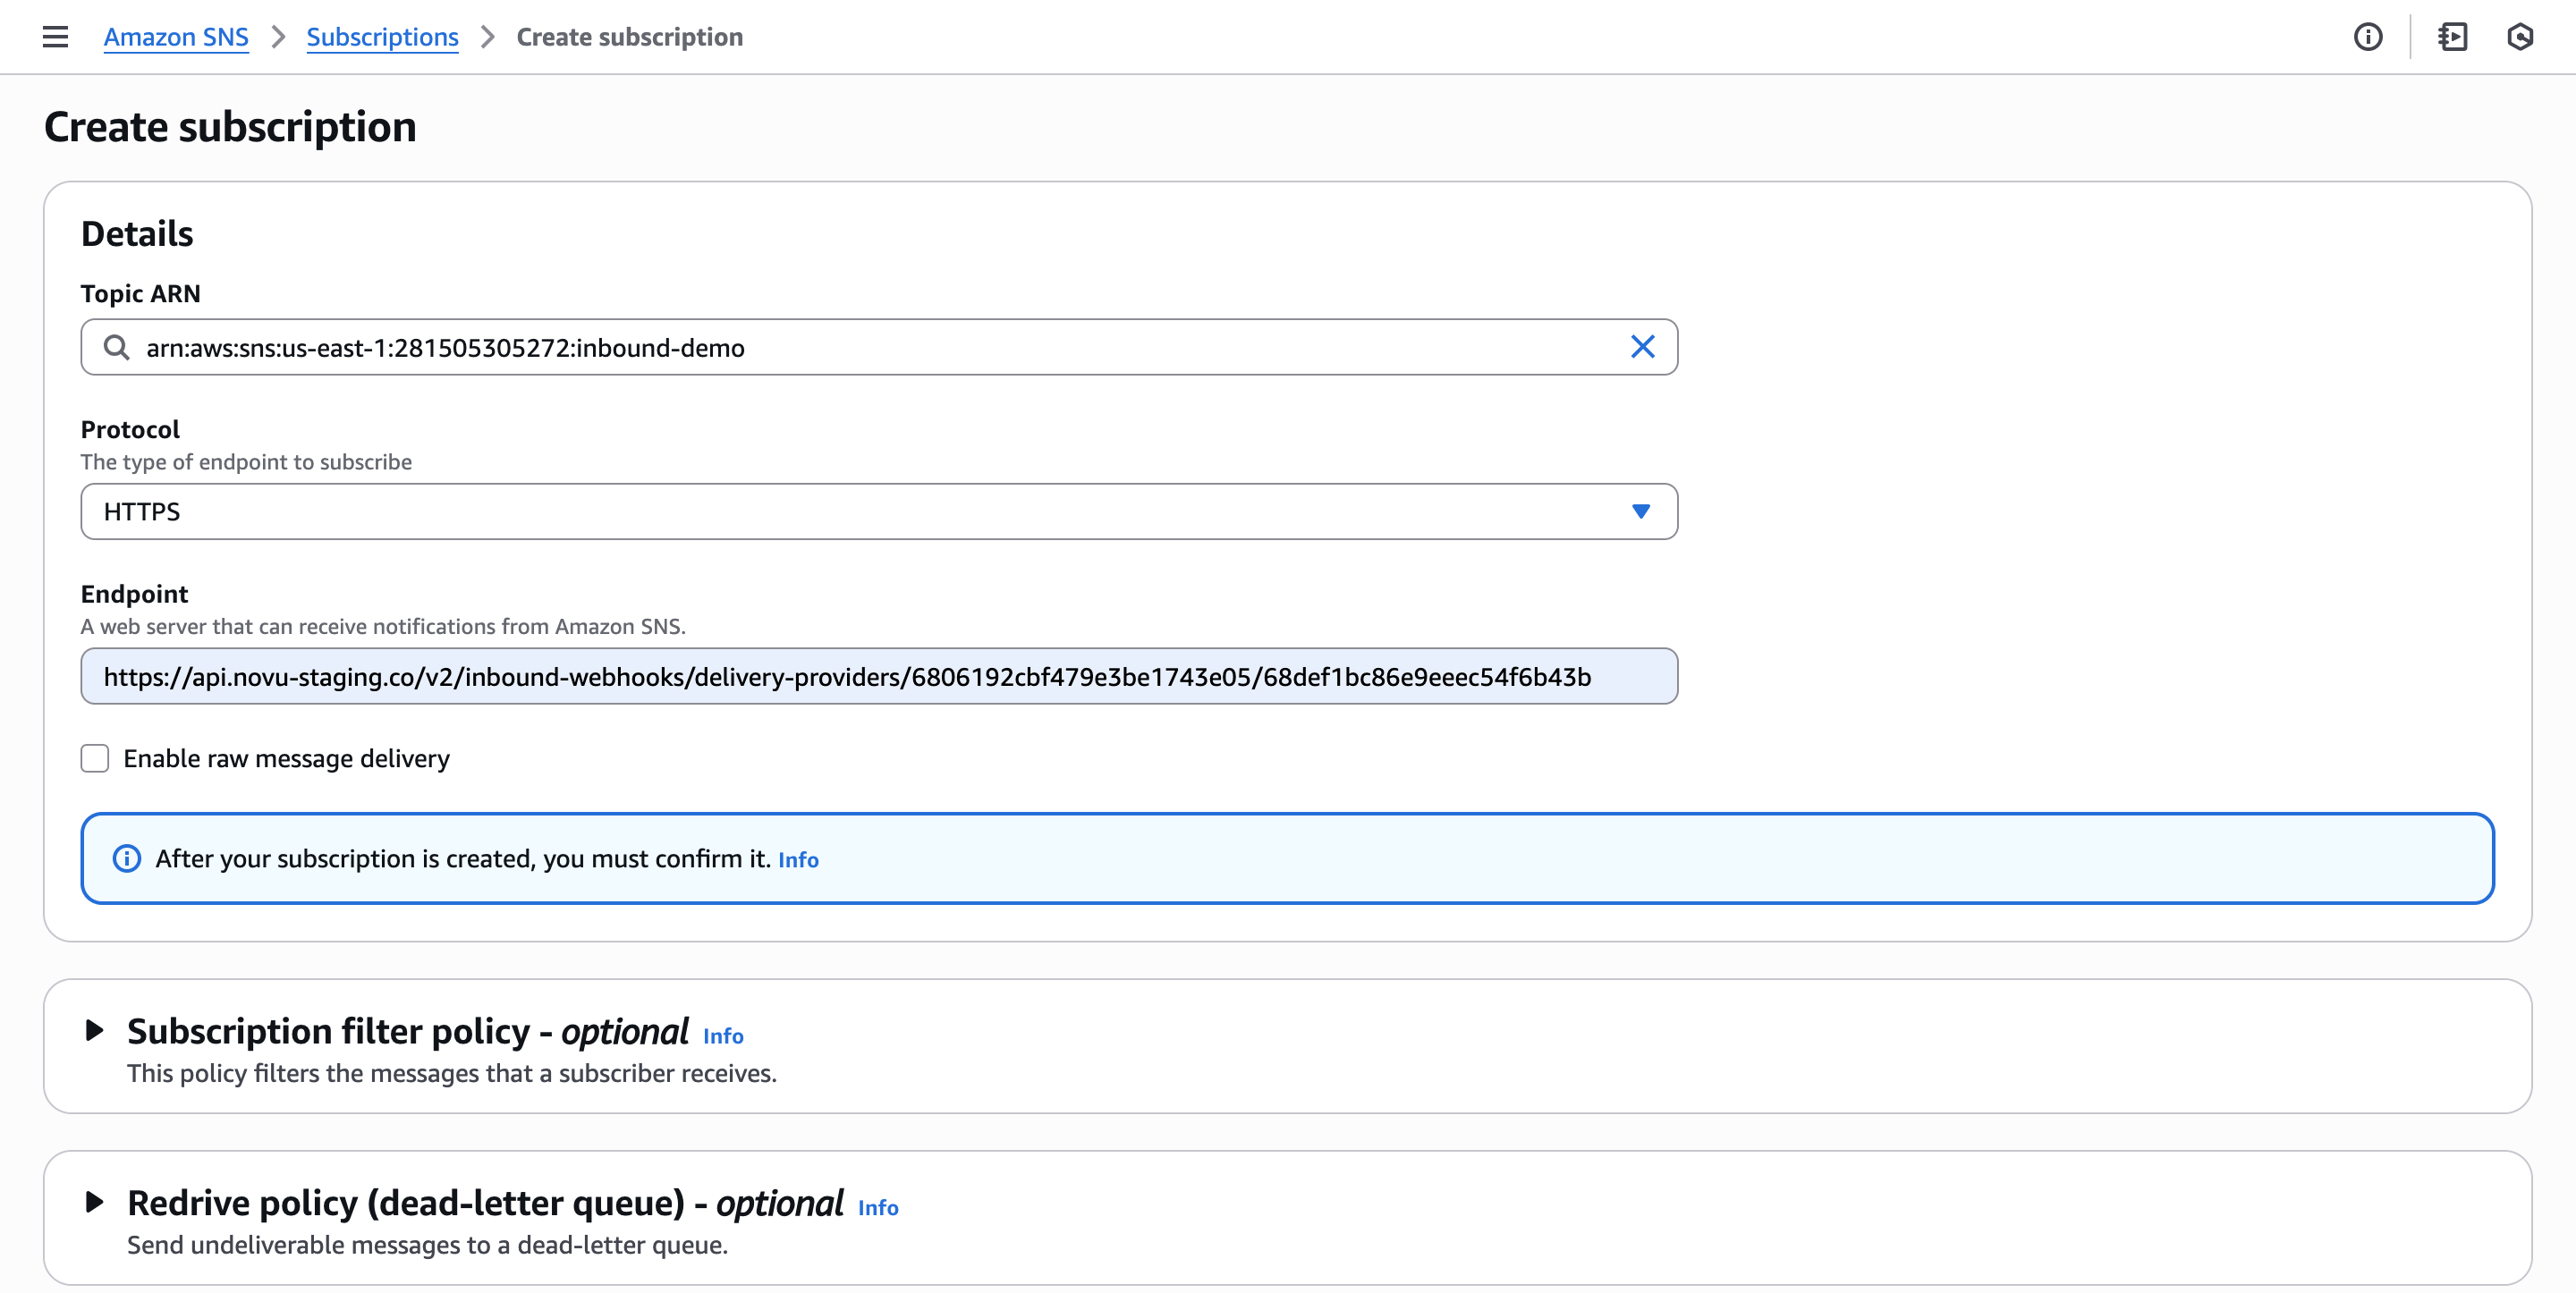 Amazon SNS > Subscriptions > Create subscription
Create subscription
Details
Topic ARN
arn:aws:sns:us-east-1:281505305272:inbound-demo
Protocol
The type of endpoint to subscribe
HTTPS
Endpoint
A web server that can receive notifications from Amazon SNS.
https://api.novu-staging.co/v2/inbound-webhooks/delivery-providers/6806192cbf479e3be1743e05/68def1bc86e9eeec54f6b43b
Enable raw message delivery
After your subscription is created, you must confirm it. Info
Subscription filter policy - optional Info
This policy filters the messages that a subscriber receives.
Redrive policy (dead-letter queue) - optional Info
Send undeliverable messages to a dead-letter queue.